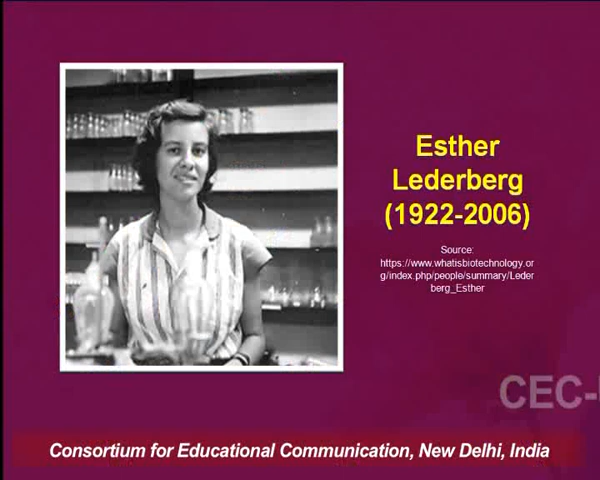 Esther
Lederberg
(1922-2006)
Source:
https://www.whatisbiotechnology.or
g/index.php/people/summary/Leder
berg_Esther
CEC-
Consortium for Educational Communication, New Delhi, India